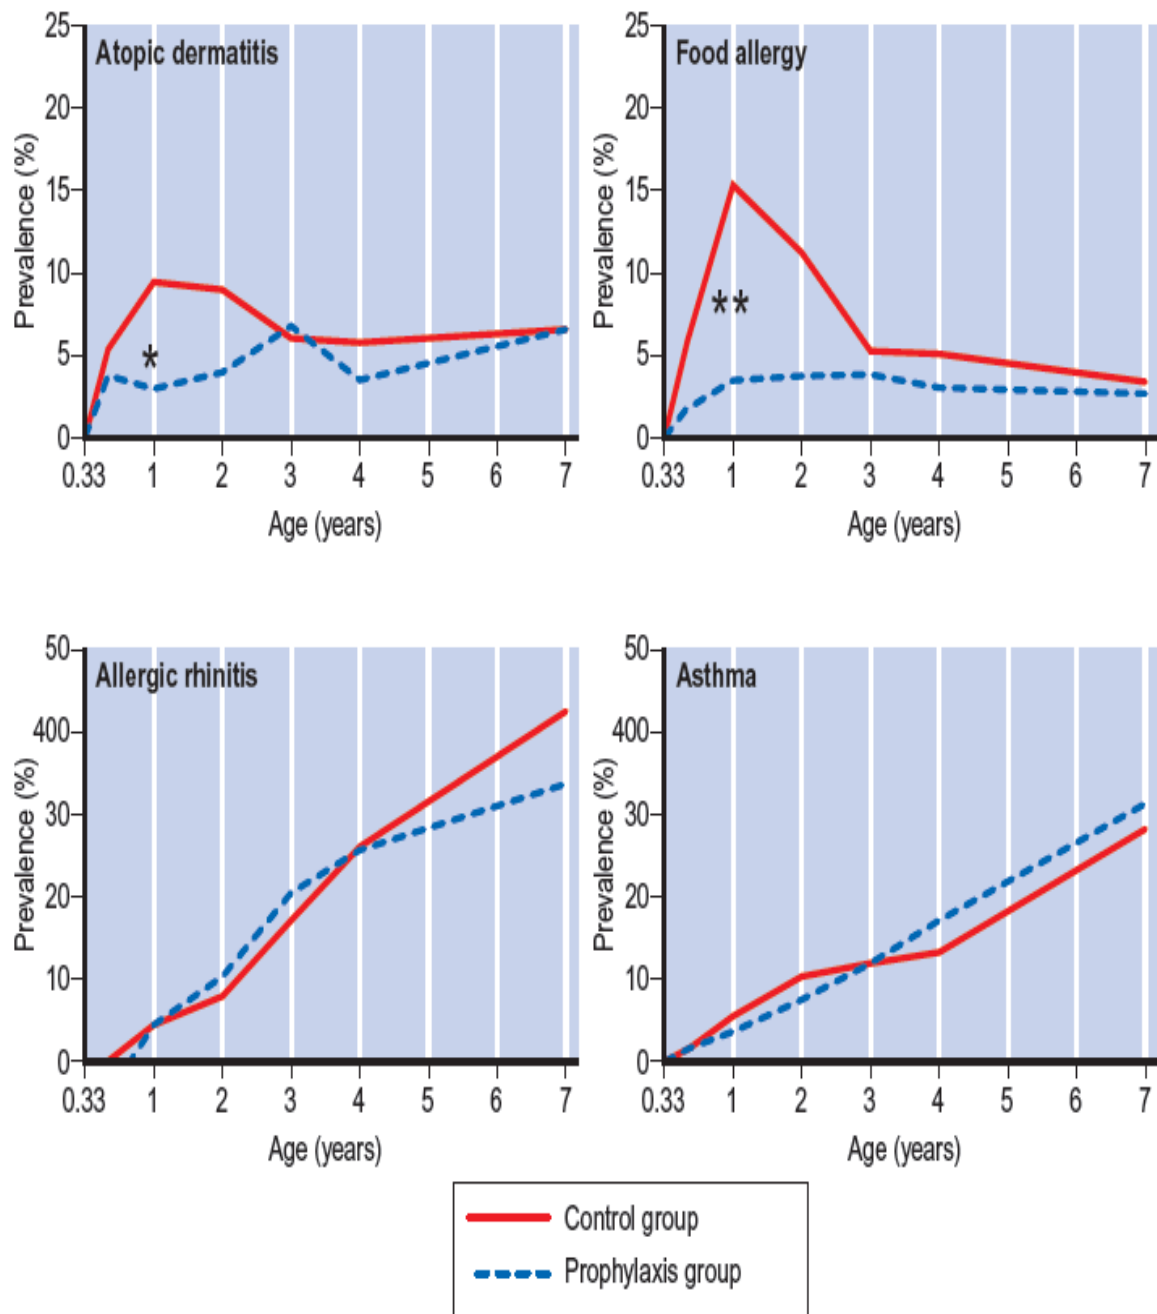 Atopic dermatitis
25
20
15
10
5
0
Prevalence (%)
*
0.33 1 2 3 4 5 6 7
Age (years)
Food allergy
25
20
15
10
5
0
Prevalence (%)
**
0.33 1 2 3 4 5 6 7
Age (years)
Allergic rhinitis
50
400
30
20
10
0
Prevalence (%)
0.33 1 2 3 4 5 6 7
Age (years)
Asthma
50
400
30
20
10
0
Prevalence (%)
0.33 1 2 3 4 5 6 7
Age (years)
Control group
Prophylaxis group